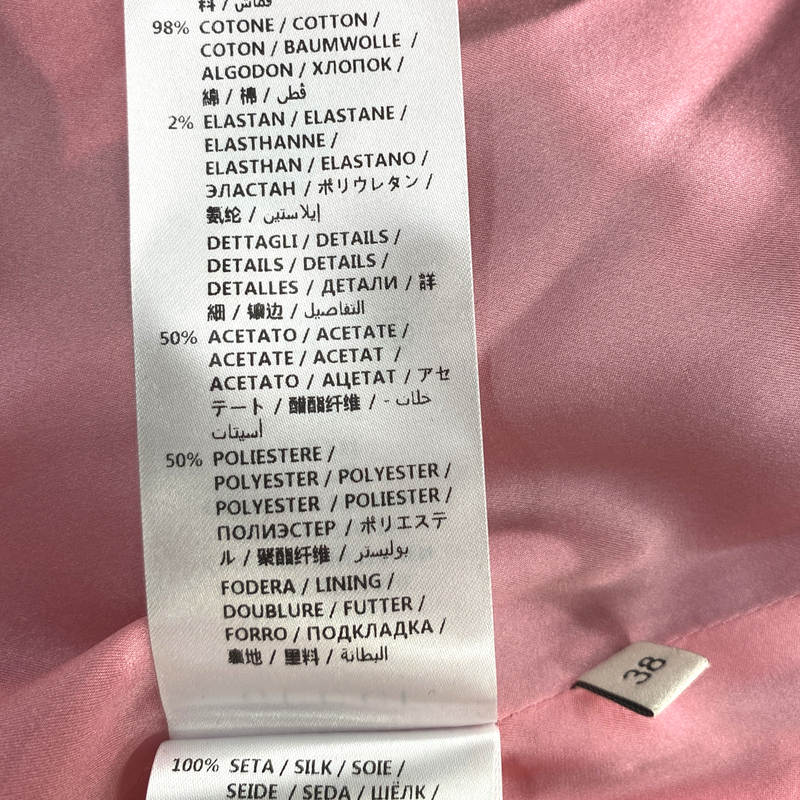 料 / قماش
98% COTONE / COTTON /
COTON / BAUMWOLLE /
ALGODON / ХЛОПОК /
綿 / 棉 / قطن
2% ELASTAN / ELASTANE /
ELASTHANNE /
ELASTHAN / ELASTANO /
ЭЛАСТАН / ポリウレタン /
氨纶 / إيلاستين
DETTAGLI / DETAILS /
DETAILS / DETAILS /
DETALLES / ДЕТАЛИ / 詳
細 / 镶边 / التفاصيل
50% ACETATO / ACETATE /
ACETATE / ACETAT /
ACETATO / АЦЕТАТ / アセ
テート / 醋酯纤维 / خلات -
أسيتات
50% POLIESTERE /
POLYESTER / POLYESTER /
POLYESTER / POLIESTER /
ПОЛИЭСТЕР / ポリエステ
ル / 聚酯纤维 / بوليستر
FODERA / LINING /
DOUBLURE / FUTTER /
FORRO / ПОДКЛАДКА /
裏地 / 里料 / البطانة
100% SETA / SILK / SOIE /
SEIDE / SEDA / ШЁЛК /
38